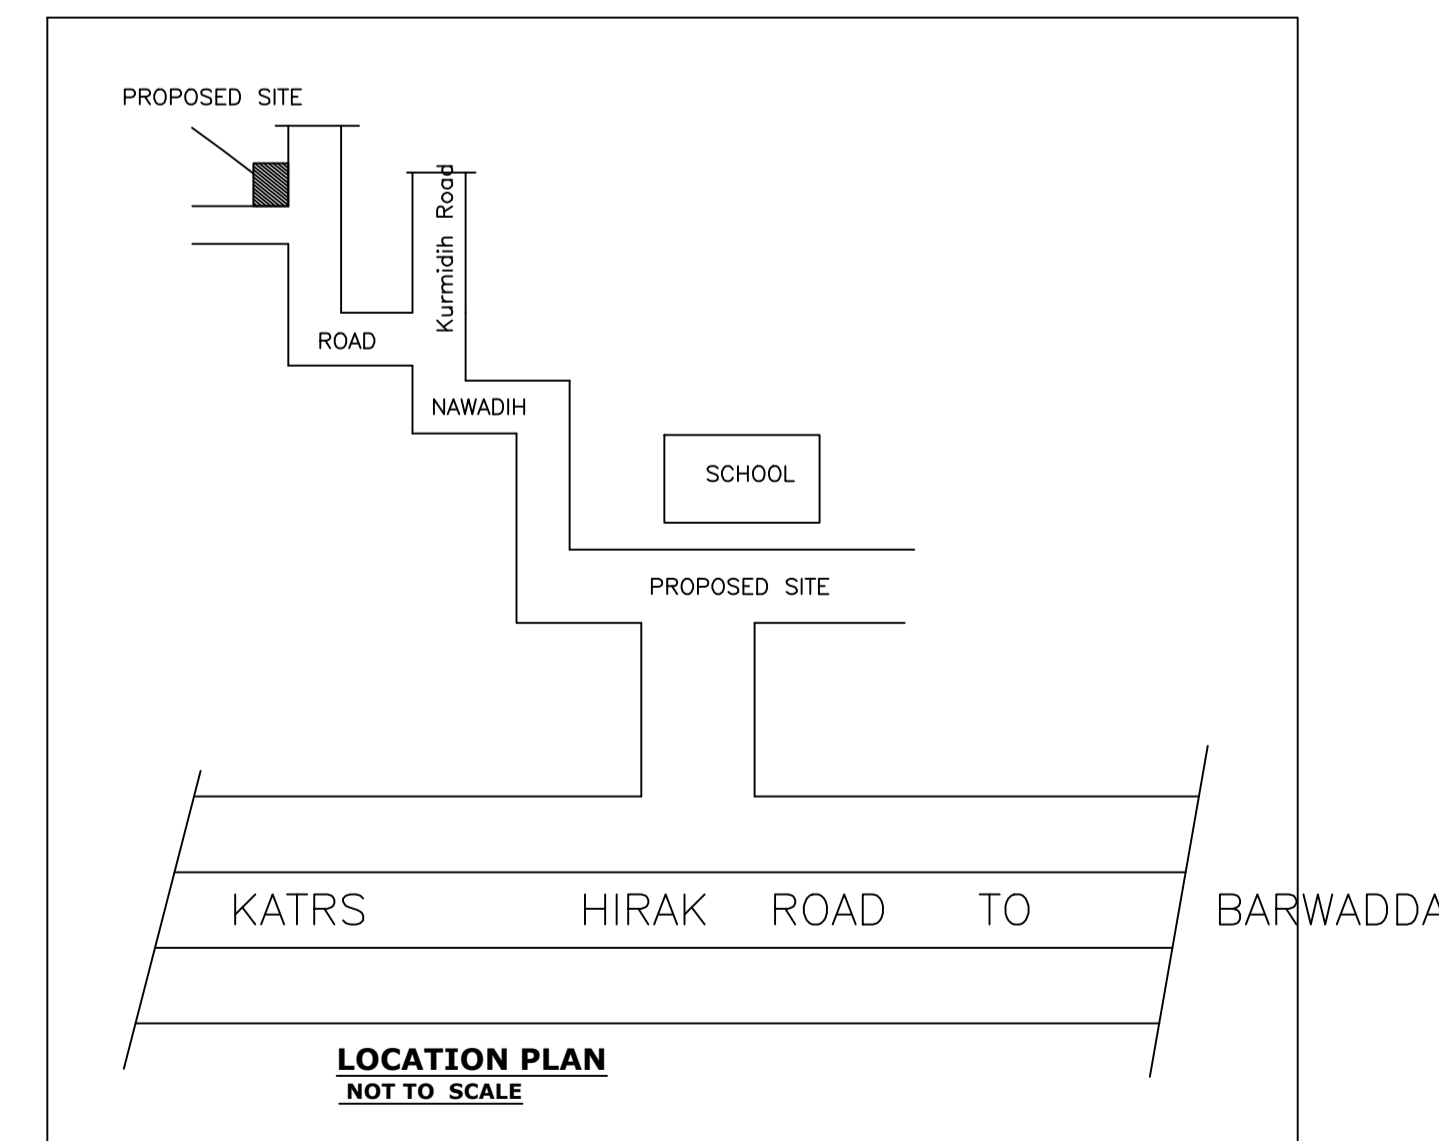 PROPOSED SITE
Kurmidih Road
ROAD
NAWADIH
SCHOOL
PROPOSED SITE
KATRS HIRAK ROAD TO BARWADDA
LOCATION PLAN
NOT TO SCALE